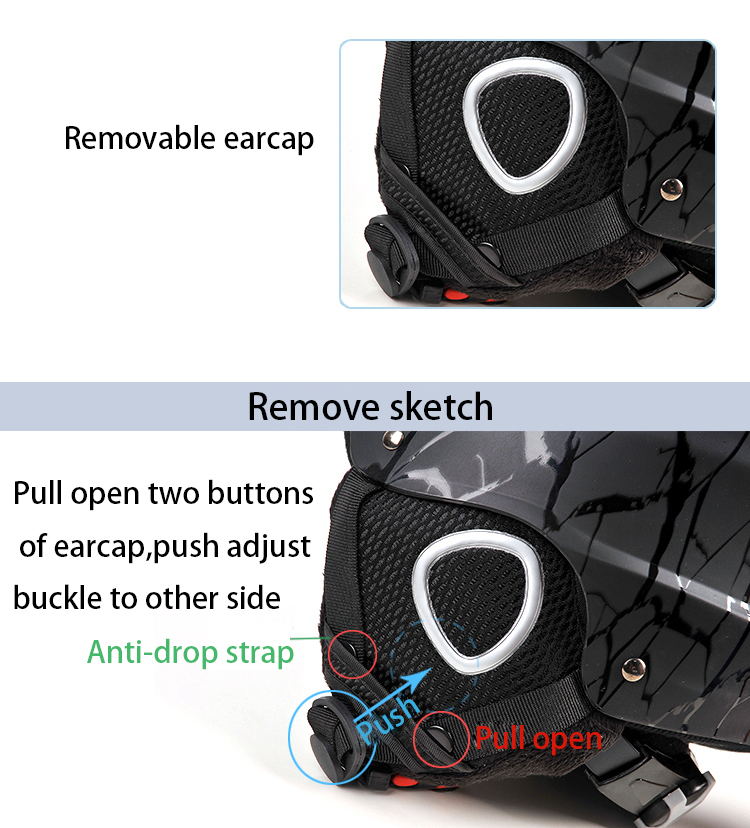 Removable earcap
Remove sketch
Pull open two buttons
of earcap,push adjust
buckle to other side
Anti-drop strap
Push
Pull open